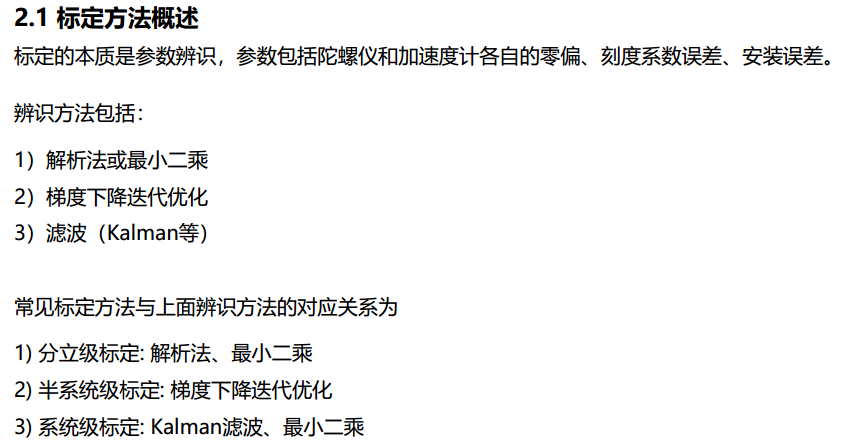 2.1 标定方法概述
标定的本质是参数辨识，参数包括陀螺仪和加速度计各自的零偏、刻度系数误差、安装误差。
辨识方法包括：
1）解析法或最小二乘
2）梯度下降迭代优化
3）滤波（Kalman等）
常见标定方法与上面辨识方法的对应关系为
1) 分立级标定: 解析法、最小二乘
2) 半系统级标定: 梯度下降迭代优化
3) 系统级标定: Kalman滤波、最小二乘